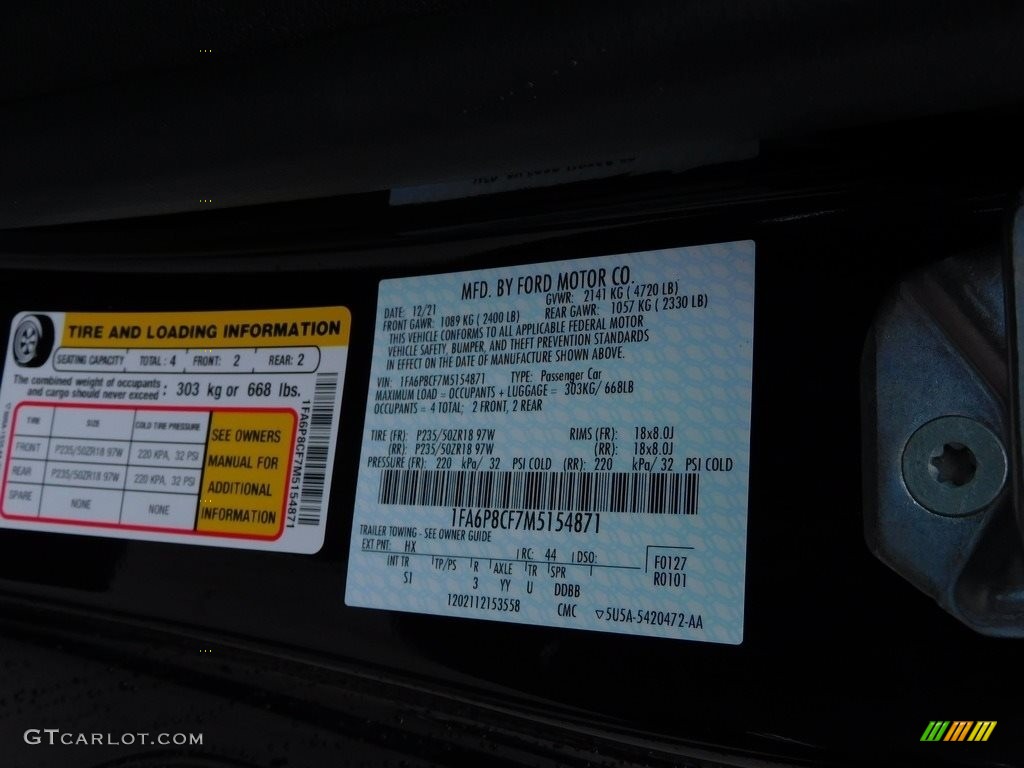 TIRE AND LOADING INFORMATION
SEATING CAPACITY TOTAL : 4 FRONT: 2 REAR: 2
The combined weight of occupants and cargo should never exceed : 303 kg or 668 lbs.
TIRE SIZE COLD TIRE PRESSURE
FRONT P235/50ZR18 97W 220 KPA, 32 PSI
REAR P235/50ZR18 97W 220 KPA, 32 PSI
SPARE NONE NONE
SEE OWNERS
MANUAL FOR
ADDITIONAL
INFORMATION
1FA6P8CF7M5154871
MFD. BY FORD MOTOR CO.
DATE: 12/21 GVWR: 2141 KG ( 4720 LB)
FRONT GAWR: 1089 KG ( 2400 LB) REAR GAWR: 1057 KG ( 2330 LB)
THIS VEHICLE CONFORMS TO ALL APPLICABLE FEDERAL MOTOR
VEHICLE SAFETY, BUMPER, AND THEFT PREVENTION STANDARDS
IN EFFECT ON THE DATE OF MANUFACTURE SHOWN ABOVE.
VIN: 1FA6P8CF7M5154871 TYPE: Passenger Car
MAXIMUM LOAD = OCCUPANTS + LUGGAGE = 303KG/ 668LB
OCCUPANTS = 4 TOTAL; 2 FRONT, 2 REAR
TIRE (FR): P235/50ZR18 97W RIMS (FR): 18x8.0J
(RR): P235/50ZR18 97W (RR): 18x8.0J
PRESSURE (FR): 220 kPa/ 32 PSI COLD (RR): 220 kPa/ 32 PSI COLD
1FA6P8CF7M5154871
TRAILER TOWING - SEE OWNER GUIDE
EXT PNT: HX RC: 44 DSO:
INT TR TP/PS R AXLE TR SPR
SI 3 YY U DDBB
F0127
R0101
1202112153558 CMC ▽5U5A-5420472-AA
GTCARLOT.COM